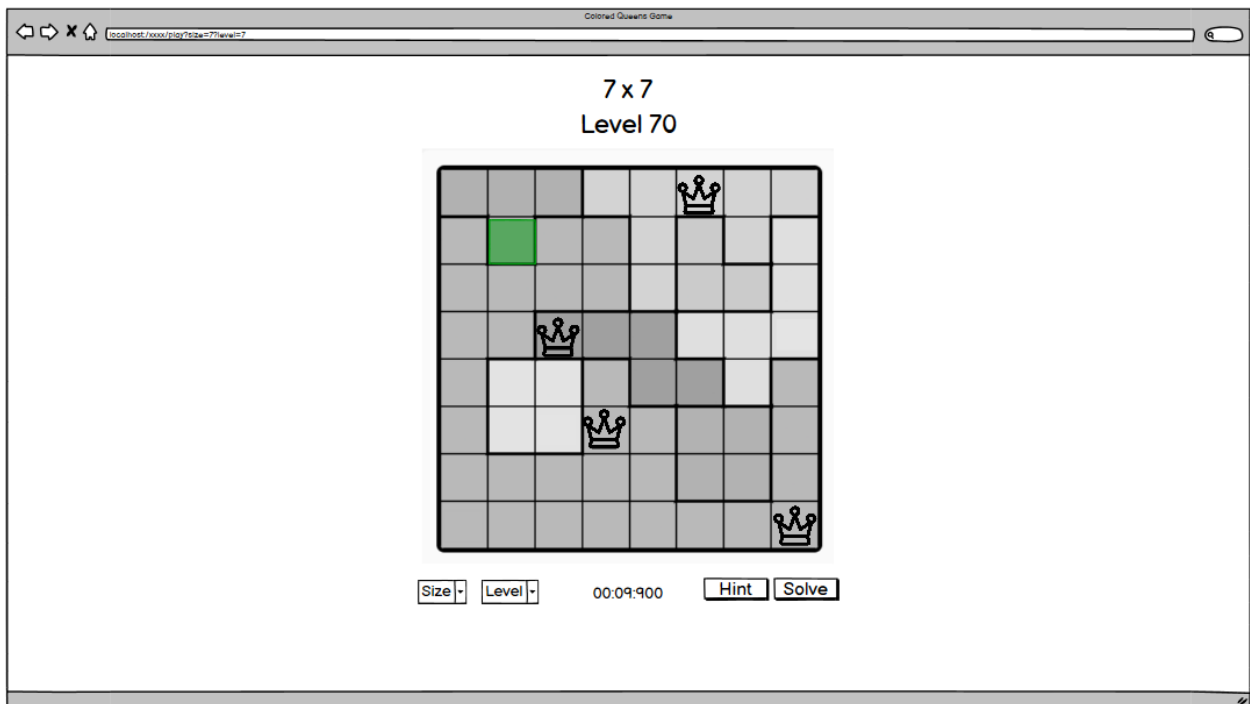 Colored Queens Game
localhost:/xxxx/play?size=7?level=7
7 x 7
Level 70
Size
Level
00:09:900
Hint
Solve